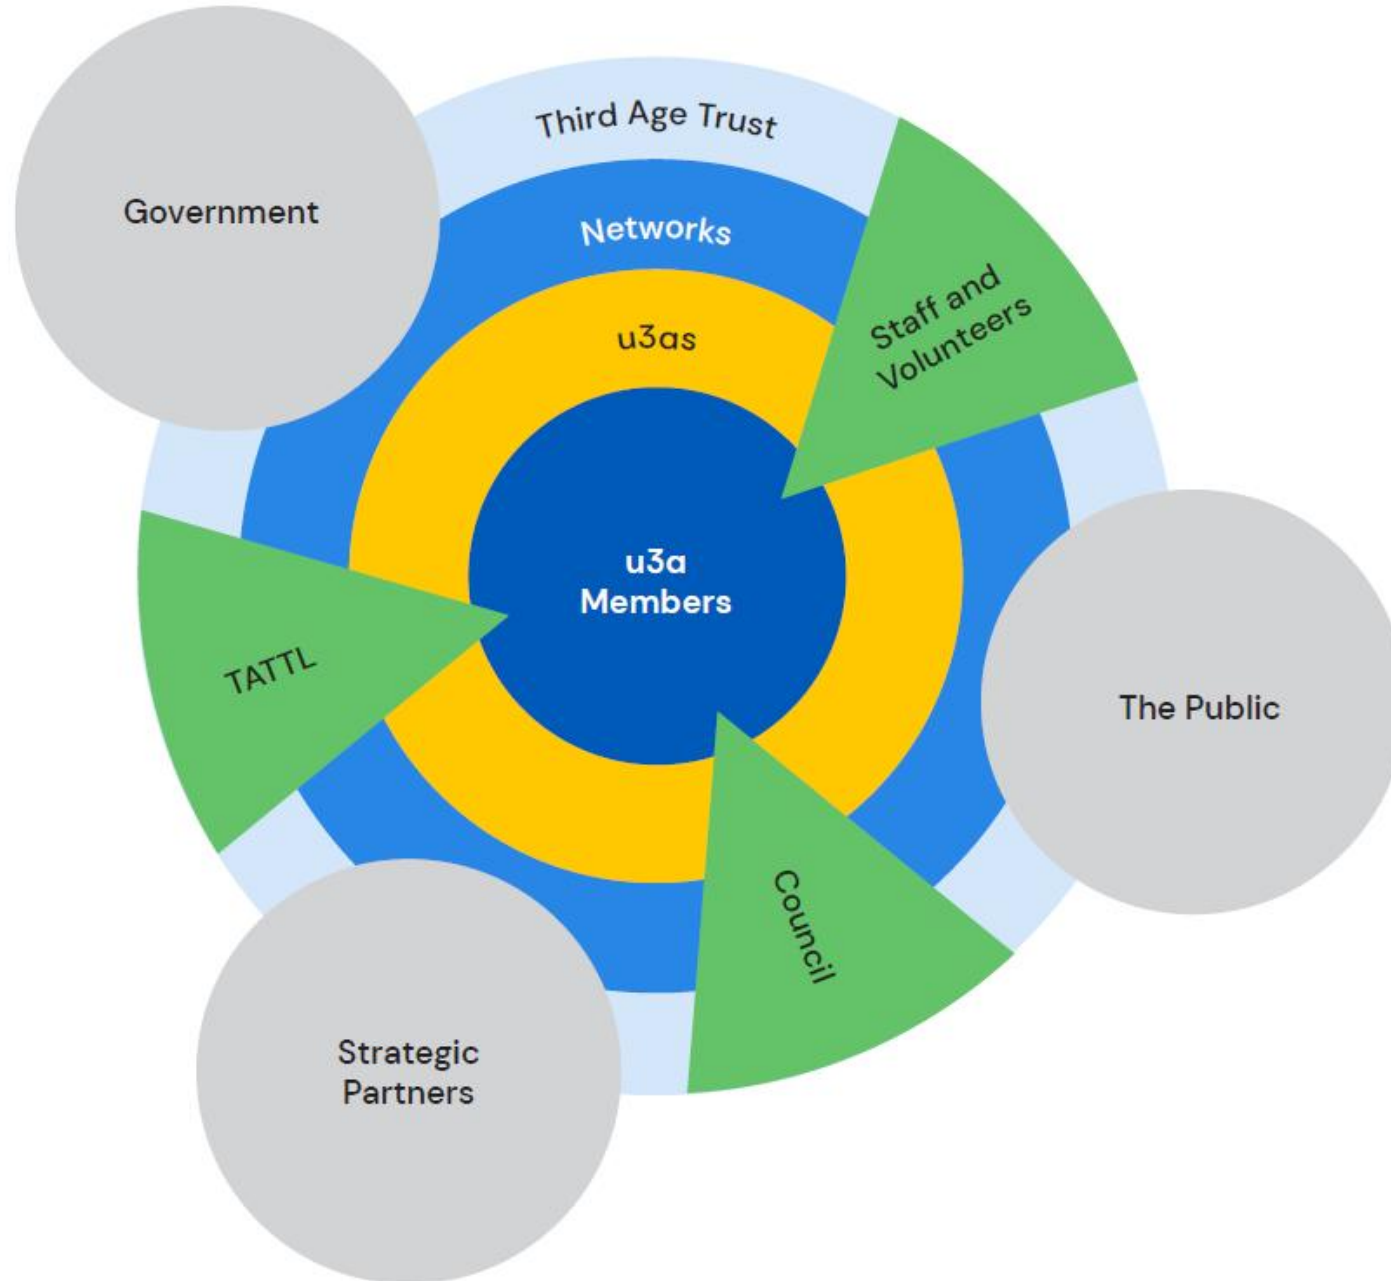 Third Age Trust
Government
Networks
Staff and
Volunteers
u3as
u3a
Members
TATTL
The Public
Council
Strategic
Partners